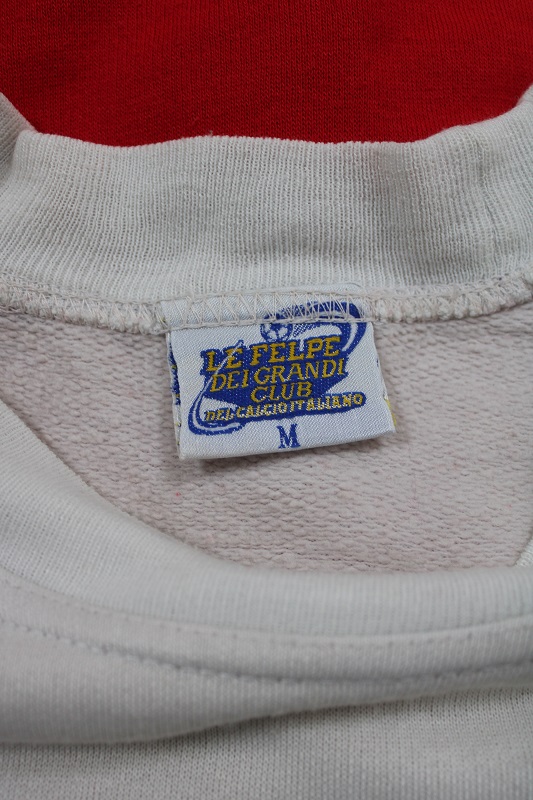 LE FELPE
DEI GRANDI
CLUB
DEL CALCIO ITALIANO
M